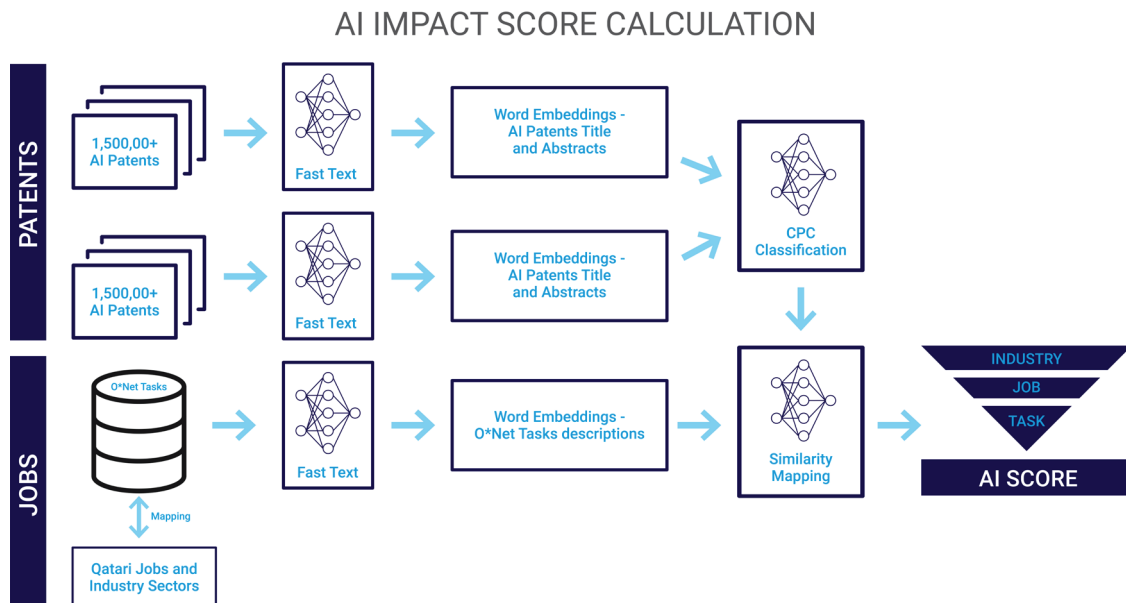 AI IMPACT SCORE CALCULATION
PATENTS
1,500,00+
AI Patents
Fast Text
Word Embeddings -
AI Patents Title
and Abstracts
CPC
Classification
1,500,00+
AI Patents
Fast Text
Word Embeddings -
AI Patents Title
and Abstracts
JOBS
O*Net Tasks
Fast Text
Word Embeddings -
O*Net Tasks descriptions
Similarity
Mapping
INDUSTRY
JOB
TASK
AI SCORE
Mapping
Qatari Jobs and
Industry Sectors